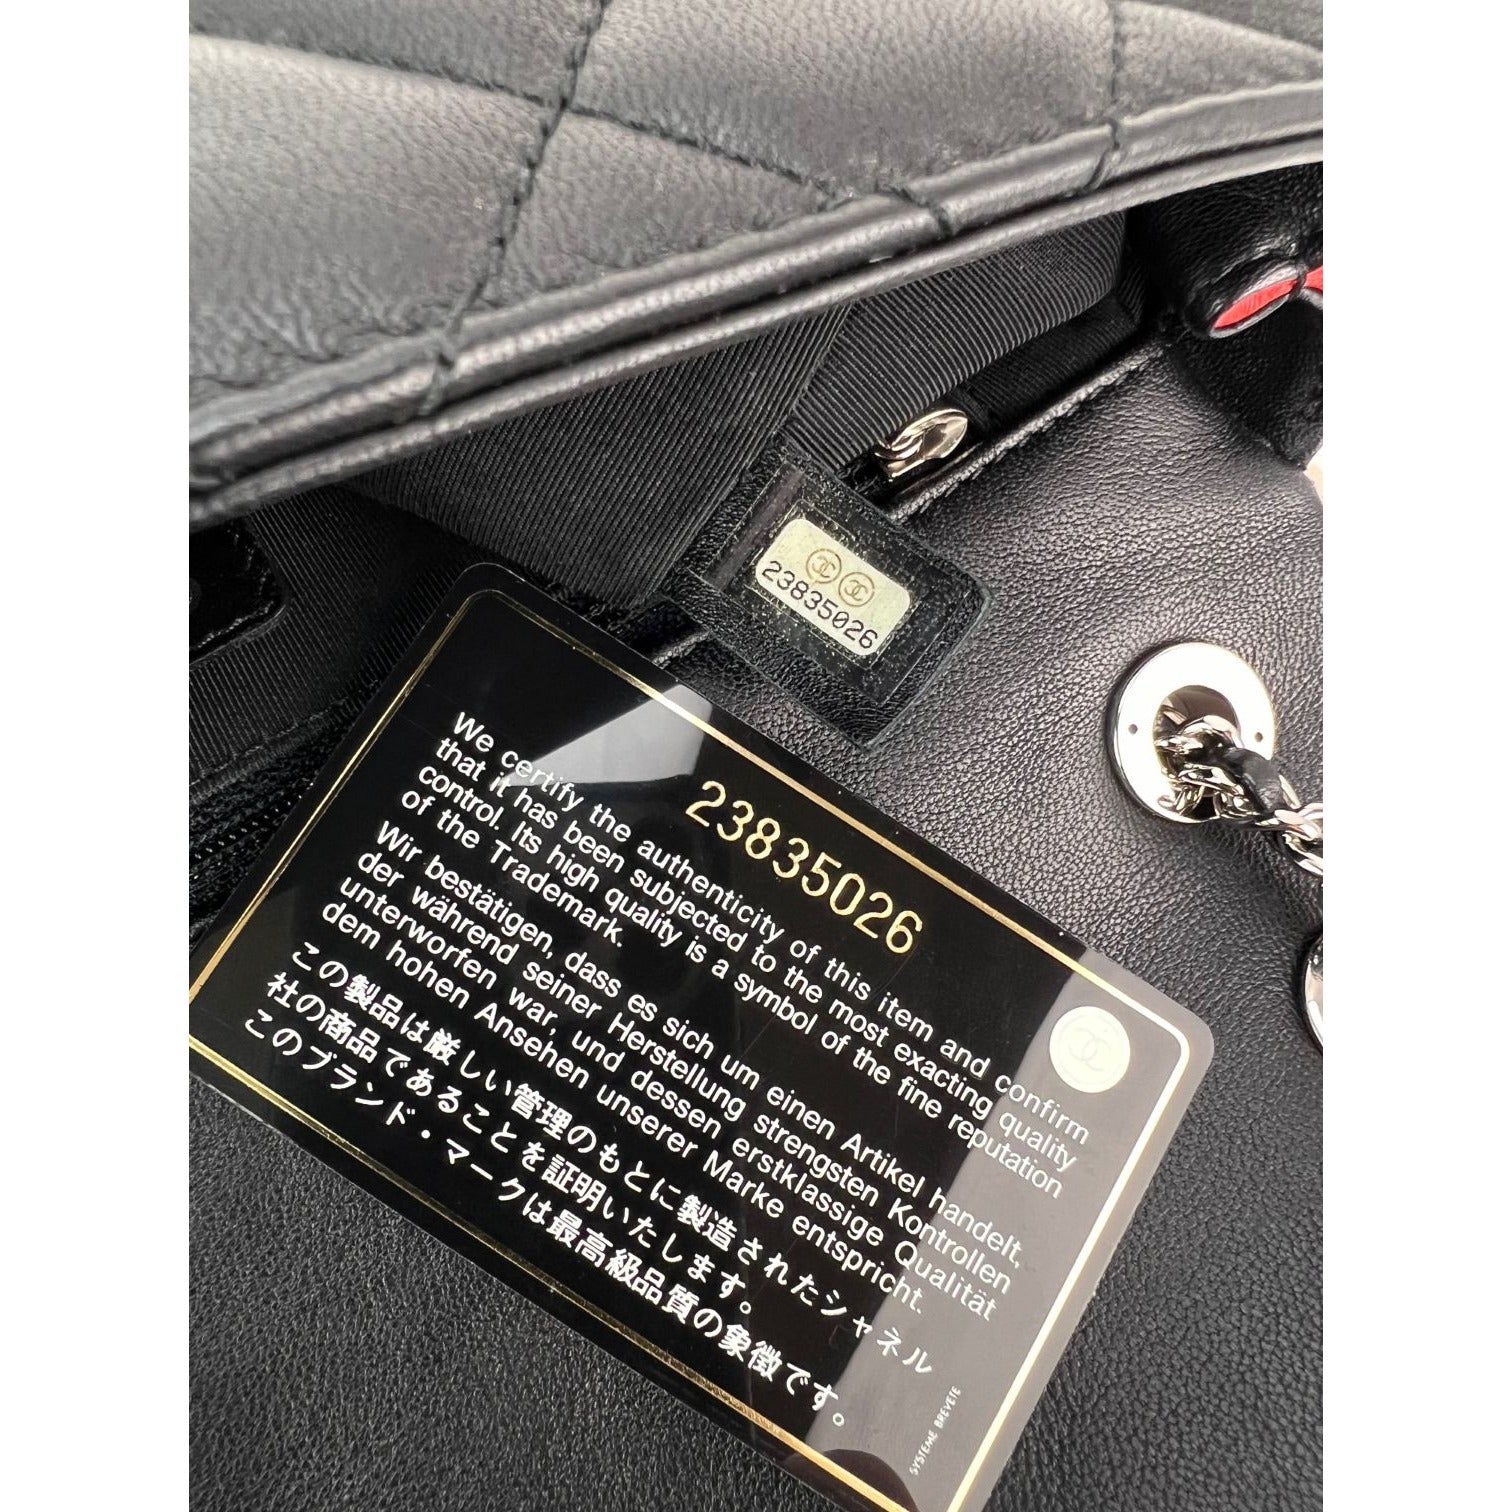 23835026
23835026
We certify the authenticity of this item and confirm
that it has been subjected to the most exacting quality
control. Its high quality is a symbol of the fine reputation
of the Trademark.
Wir bestätigen, dass es sich um einen Artikel handelt,
der während seiner Herstellung strengsten Kontrollen
unterworfen war, und dessen erstklassige Qualität
dem hohen Ansehen unserer Marke entspricht.
この製品は厳しい管理のもとに製造されたシャネル
社の商品であることを証明いたします。
このブランド・マークは最高級品質の象徴です。
SYSTEME BREVETE